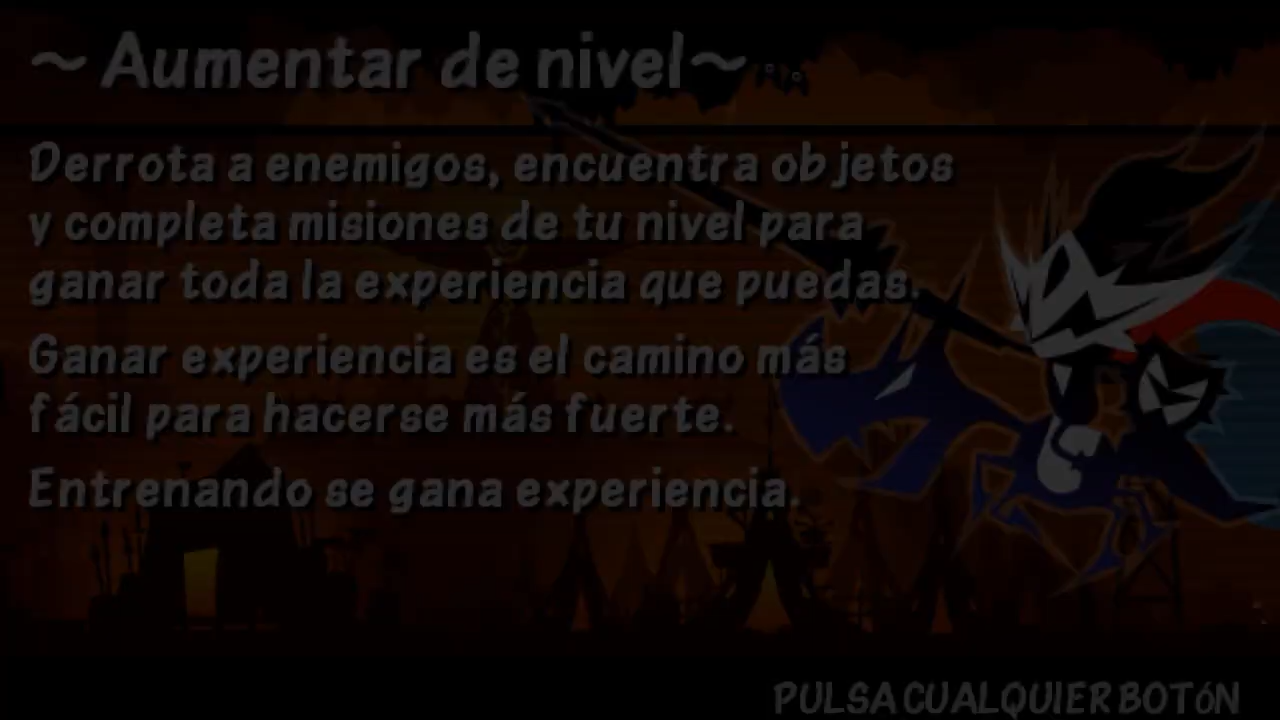 ~ Aumentar de nivel ~
Derrota a enemigos, encuentra objetos
y completa misiones de tu nivel para
ganar toda la experiencia que puedas.
Ganar experiencia es el camino más
fácil para hacerse más fuerte.
Entrenando se gana experiencia.
PULSA CUALQUIER BOTóN